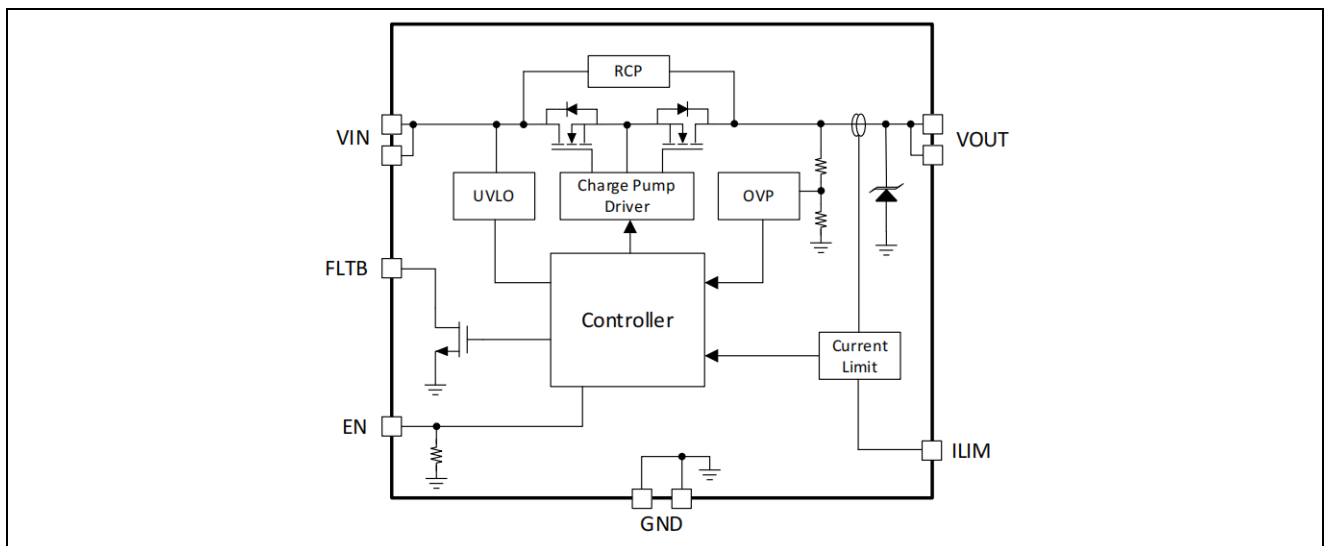 RCP
VIN
VOUT
UVLO
Charge Pump
Driver
OVP
FLTB
Controller
Current
Limit
EN
ILIM
GND